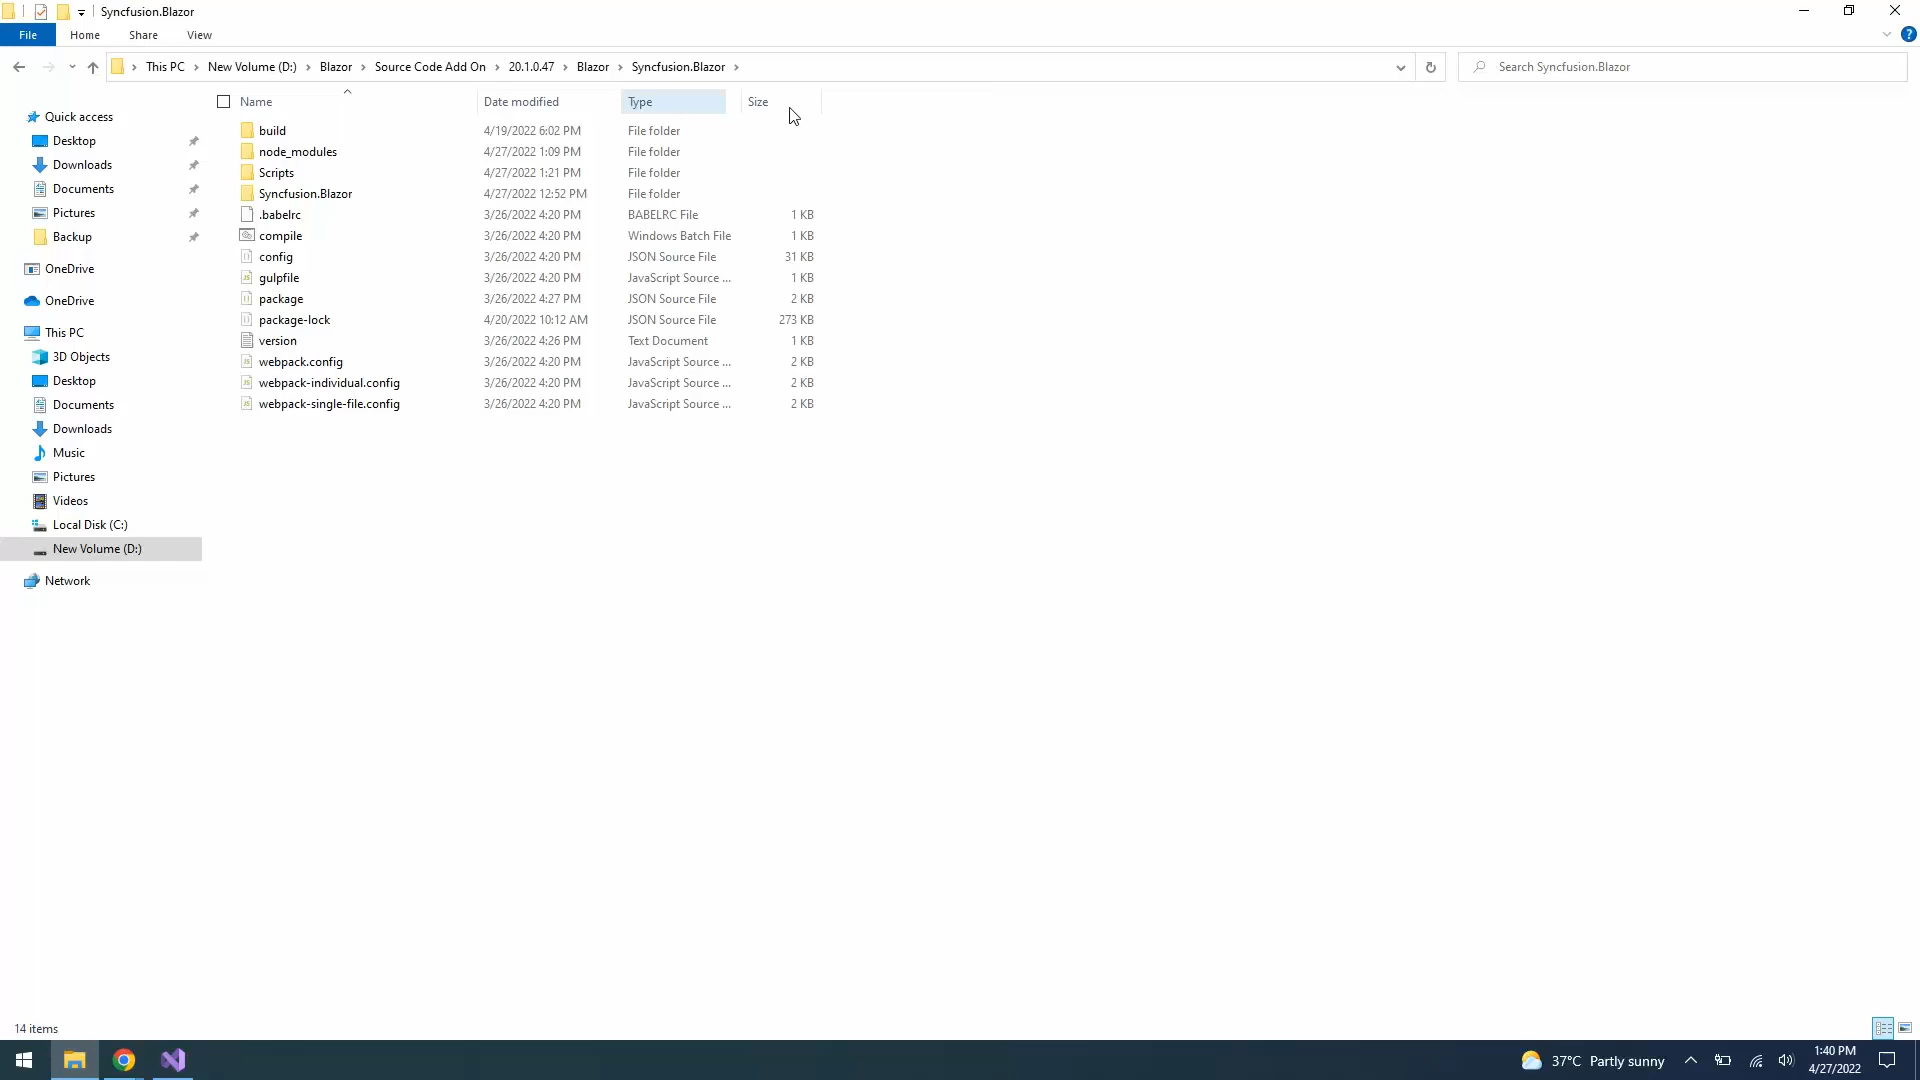 Syncfusion.Blazor
File Home Share View
This PC New Volume (D:) Blazor Source Code Add On 20.1.0.47 Blazor Syncfusion.Blazor Search Syncfusion.Blazor
Name Date modified Type Size
build 4/19/2022 6:02 PM File folder
node_modules 4/27/2022 1:09 PM File folder
Scripts 4/27/2022 1:21 PM File folder
Syncfusion.Blazor 4/27/2022 12:52 PM File folder
.babelrc 3/26/2022 4:20 PM BABELRC File 1 KB
compile 3/26/2022 4:20 PM Windows Batch File 1 KB
config 3/26/2022 4:20 PM JSON Source File 31 KB
gulpfile 3/26/2022 4:20 PM JavaScript Source ... 1 KB
package 3/26/2022 4:27 PM JSON Source File 2 KB
package-lock 4/20/2022 10:12 AM JSON Source File 273 KB
version 3/26/2022 4:26 PM Text Document 1 KB
webpack.config 3/26/2022 4:20 PM JavaScript Source ... 2 KB
webpack-individual.config 3/26/2022 4:20 PM JavaScript Source ... 2 KB
webpack-single-file.config 3/26/2022 4:20 PM JavaScript Source ... 2 KB
Quick access
Desktop
Downloads
Documents
Pictures
Backup
OneDrive
OneDrive
This PC
3D Objects
Desktop
Documents
Downloads
Music
Pictures
Videos
Local Disk (C:)
New Volume (D:)
Network
14 items
37°C Partly sunny
1:40 PM
4/27/2022